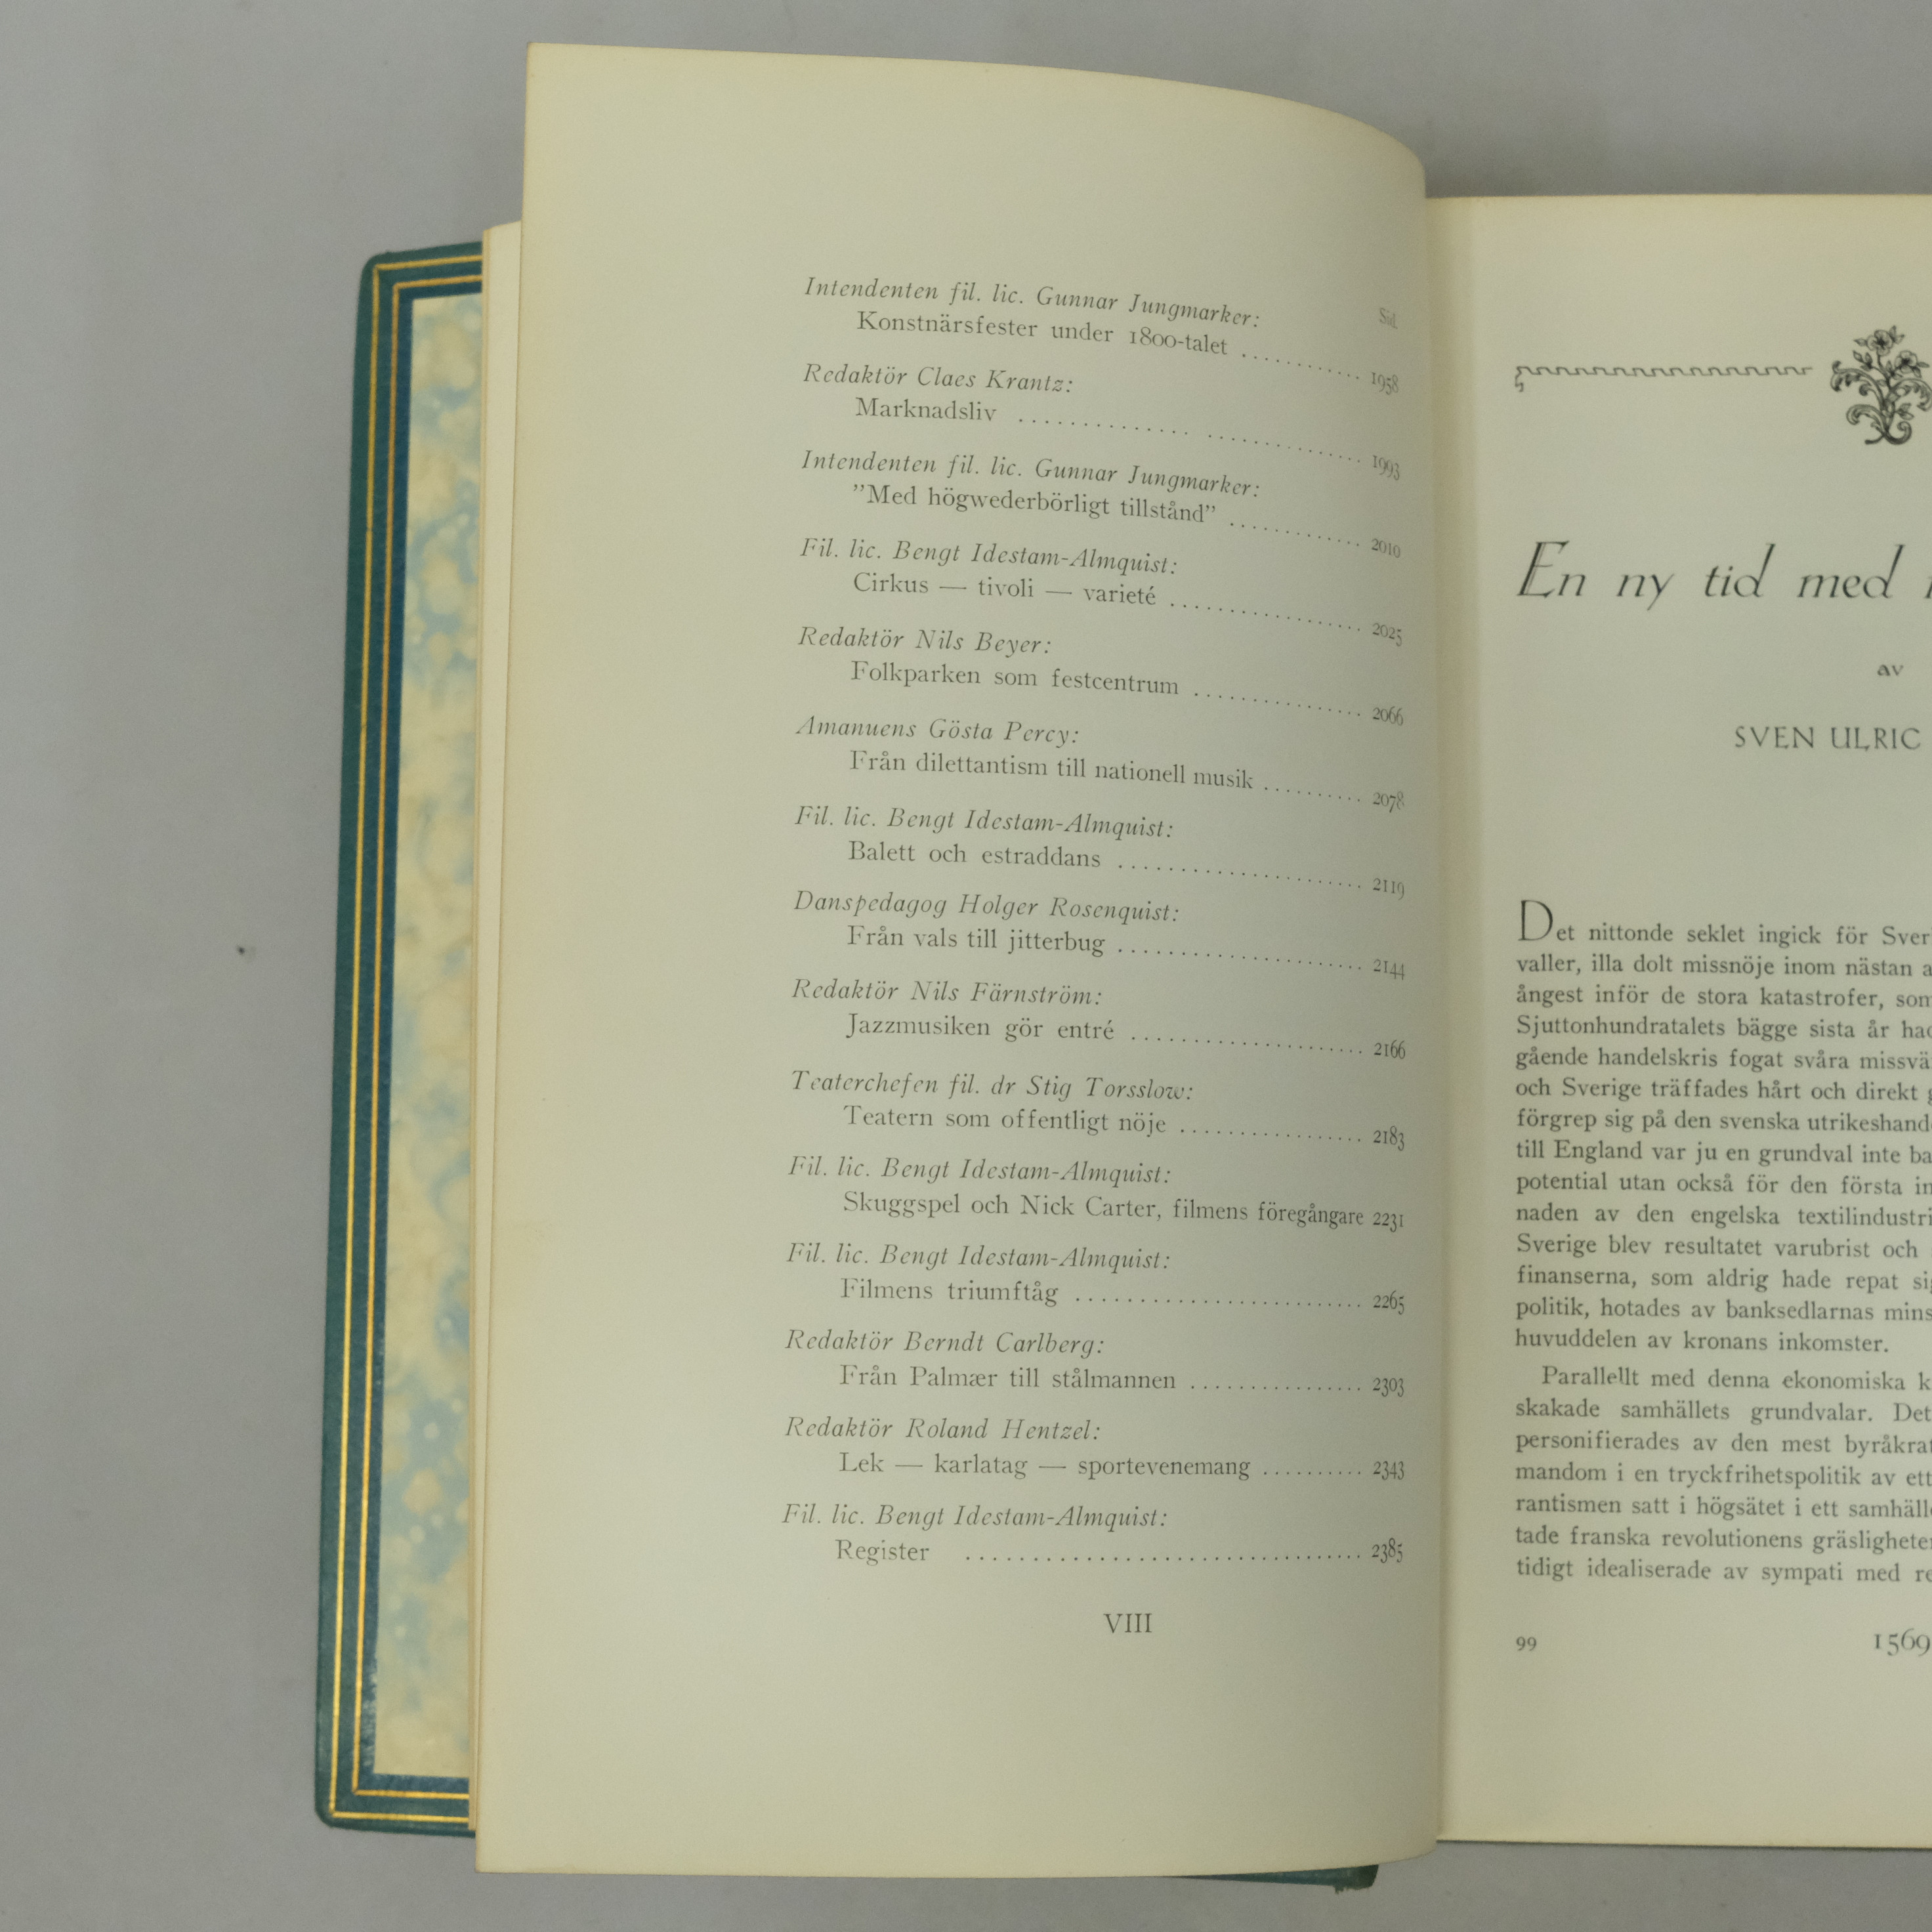 Sid.
Intendenten fil. lic. Gunnar Jungmarker:
Konstnärsfester under 1800-talet .......... 1958
Redaktör Claes Krantz:
Marknadsliv .......................... 1993
Intendenten fil. lic. Gunnar Jungmarker:
”Med högwederbörligt tillstånd” ........... 2010
Fil. lic. Bengt Idestam-Almquist:
Cirkus — tivoli — varieté ................ 2025
Redaktör Nils Beyer:
Folkparken som festcentrum .............. 2066
Amanuens Gösta Percy:
Från dilettantism till nationell musik .......... 2078
Fil. lic. Bengt Idestam-Almquist:
Balett och estraddans .................... 2119
Danspedagog Holger Rosenquist:
Från vals till jitterbug .................... 2144
Redaktör Nils Färnström:
Jazzmusiken gör entré ................... 2166
Teaterchefen fil. dr Stig Torsslow:
Teatern som offentligt nöje ............... 2183
Fil. lic. Bengt Idestam-Almquist:
Skuggspel och Nick Carter, filmens föregångare 2231
Fil. lic. Bengt Idestam-Almquist:
Filmens triumftåg ........................ 2265
Redaktör Berndt Carlberg:
Från Palmær till stålmannen ............... 2303
Redaktör Roland Hentzel:
Lek — karlatag — sportevenemang .......... 2343
Fil. lic. Bengt Idestam-Almquist:
Register ................................ 2385
VIII
En ny tid med
av
SVEN ULRIC
Det nittonde seklet ingick för
valler, illa dolt missnöje inom nästan
ångest inför de stora katastrofer,
Sjuttonhundratalets bägge sista år
gående handelskris fogat svåra
och Sverige träffades hårt och direkt
förgrep sig på den svenska
till England var ju en grundval inte
potential utan också för den första
naden av den engelska
Sverige blev resultatet varubrist och
finanserna, som aldrig hade repat
politik, hotades av banksedlarnas
huvuddelen av kronans inkomster.
Parallellt med denna ekonomiska
skakade samhällets grundvalar. Det
personifierades av den mest
mandom i en tryckfrihetspolitik av
rantismen satt i högsätet i ett
tade franska revolutionens
tidigt idealiserade av sympati med
99
1569